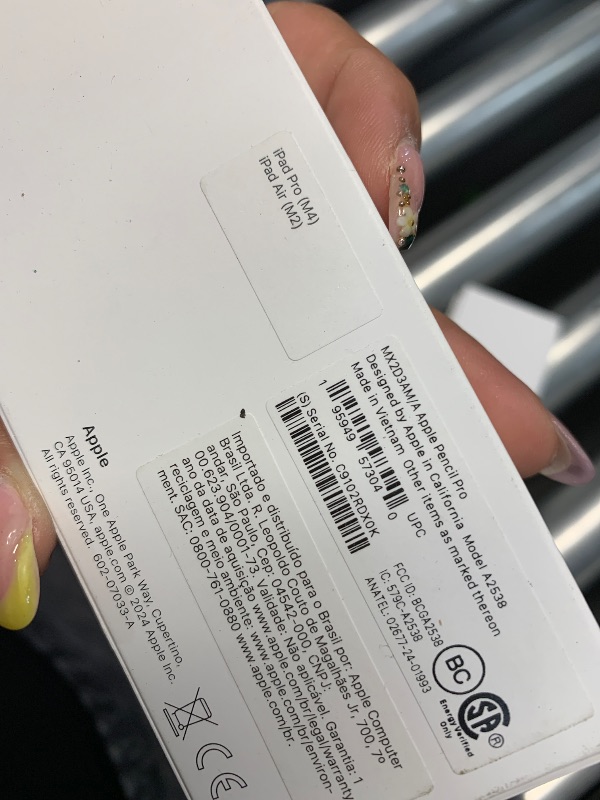 iPad Pro (M4)
iPad Air (M2)
MX2D3AM/A Apple Pencil Pro
Designed by Apple in California Model A2538
Made in Vietnam Other items as marked thereon
1 95949 57304 0 UPC
(S) Serial No. C9102RDX0K
FCC ID: BCGA2538
IC: 579C-A2538
ANATEL: 02677-24-01993
BC
SA®
Energy Verified
Only
Importado e distribuído para o Brasil por: Apple Computer
Brasil Ltda, R. Leopoldo Couto de Magalhães Jr, 700, 7o
andar, São Paulo, Cep: 04542-000, CNPJ:
00.623.904/0001-73, Validade: Não aplicável, Garantia: 1
ano da data de aquisição www.apple.com/br/legal/warranty
reciclagem e meio ambiente: www.apple.com/br/environ-
ment. SAC: 0800-761-0880 www.apple.com/br.
Apple
Apple Inc., One Apple Park Way, Cupertino,
CA 95014 USA, apple.com © 2024 Apple Inc.
All rights reserved. 602-07033-A
CE